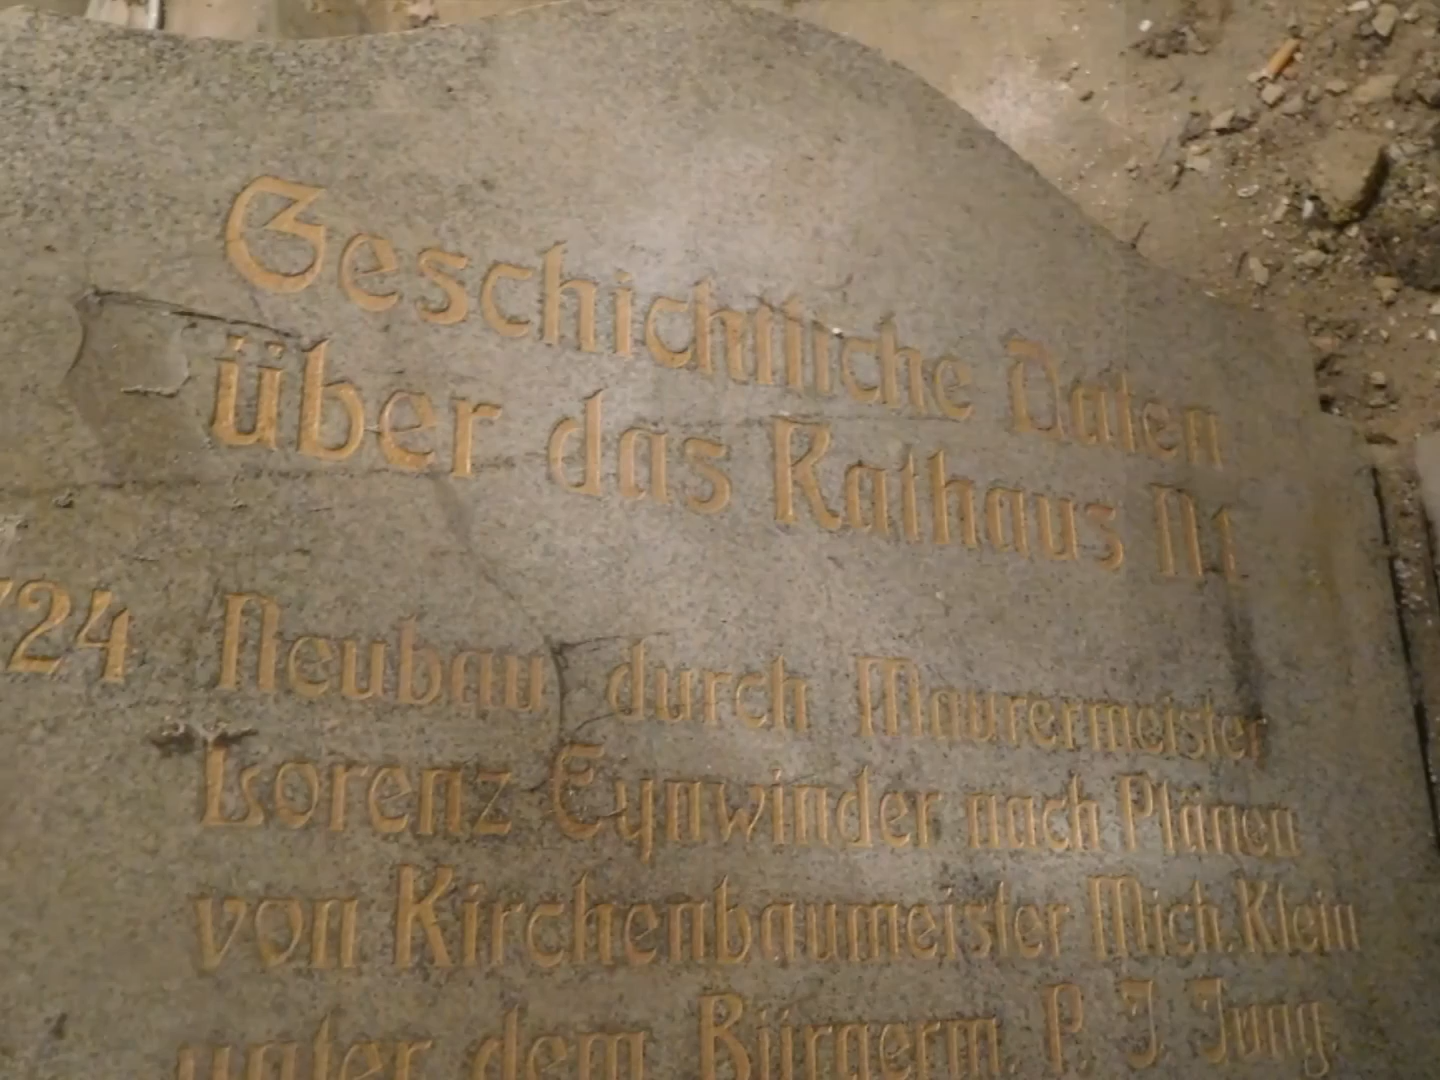 Geschichtliche Daten
über das Rathaus N1
724 Neubau durch Maurermeister
Lorenz Eynwinder nach Plänen
von Kirchenbaumeister Mich. Klein
unter dem Bürgerm. P. J. Jung.